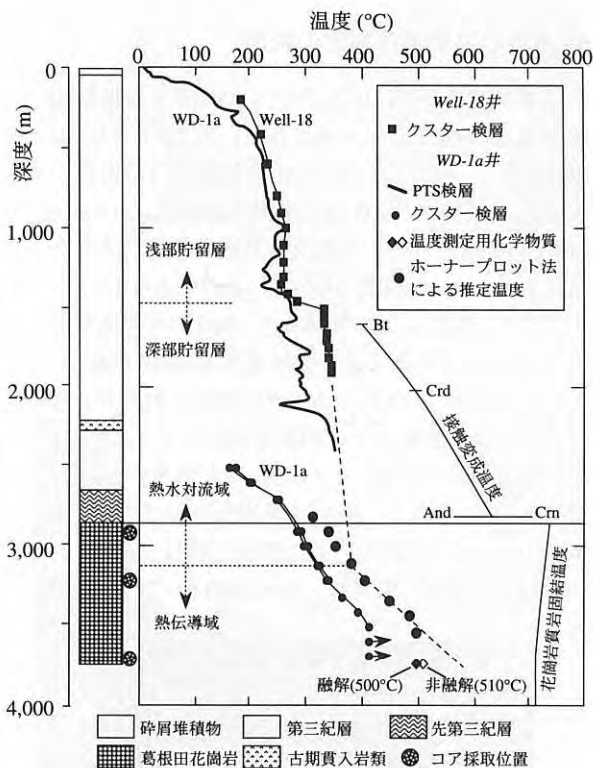 温度 (°C)
0 100 200 300 400 500 600 700 800
深度 (m)
0
1,000
2,000
3,000
4,000
WD-1a
Well-18
Well-18井
クスター検層
WD-1a井
PTS検層
クスター検層
温度測定用化学物質
ホーナープロット法
による推定温度
浅部貯留層
深部貯留層
Bt
Crd
接触変成温度
And
Crn
WD-1a
熱水対流域
熱伝導域
花崗岩質岩固結温度
融解(500°C)
非融解(510°C)
砕屑堆積物
第三紀層
先第三紀層
葛根田花崗岩
古期貫入岩類
コア採取位置